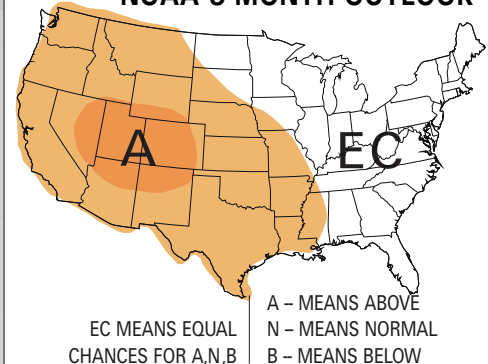 A
EC
EC MEANS EQUAL
CHANCES FOR A,N,B
A – MEANS ABOVE
N – MEANS NORMAL
B – MEANS BELOW